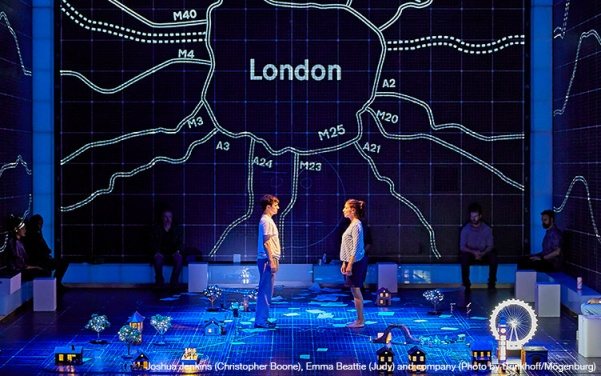 M40
M4
London
A2
M3
A3
M25
M20
A24
M23
A21
Joshua Jenkins (Christopher Boone), Emma Beattie (Judy) and company (Photo by /Mögenburg)